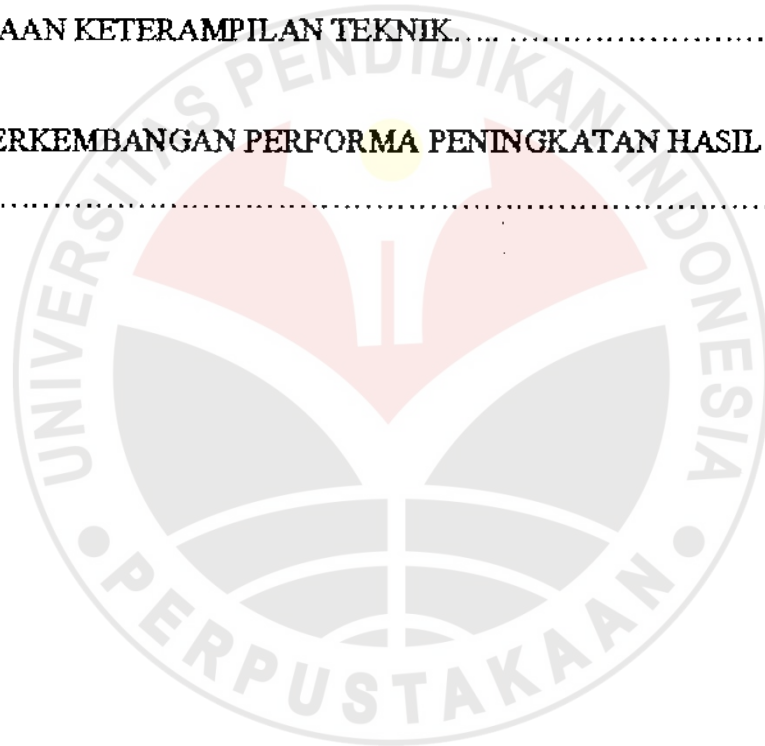 AAN KETERAMPILAN TEKNIK..... ........................
ERKEMBANGAN PERFORMA PENINGKATAN HASIL
........................................................................
UNIVERSITAS PENDIDIKAN INDONESIA
PERPUSTAKAAN